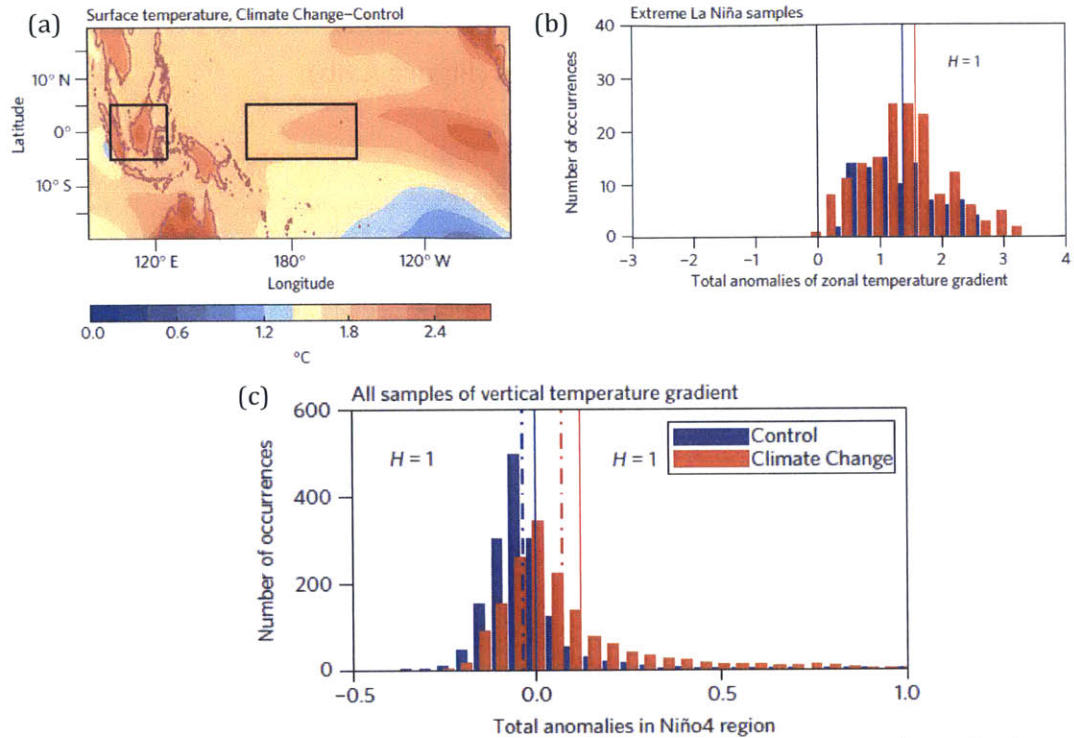 (a)
Surface temperature, Climate Change–Control
Latitude
10° N
0°
10° S
120° E
180°
120° W
Longitude
0.0 0.6 1.2 1.8 2.4
°C
(b)
Extreme La Niña samples
Number of occurrences
40
30
20
10
0
H = 1
−3 −2 −1 0 1 2 3 4
Total anomalies of zonal temperature gradient
(c)
All samples of vertical temperature gradient
Number of occurrences
600
400
200
0
H = 1
H = 1
Control
Climate Change
−0.5 0.0 0.5 1.0
Total anomalies in Niño4 region